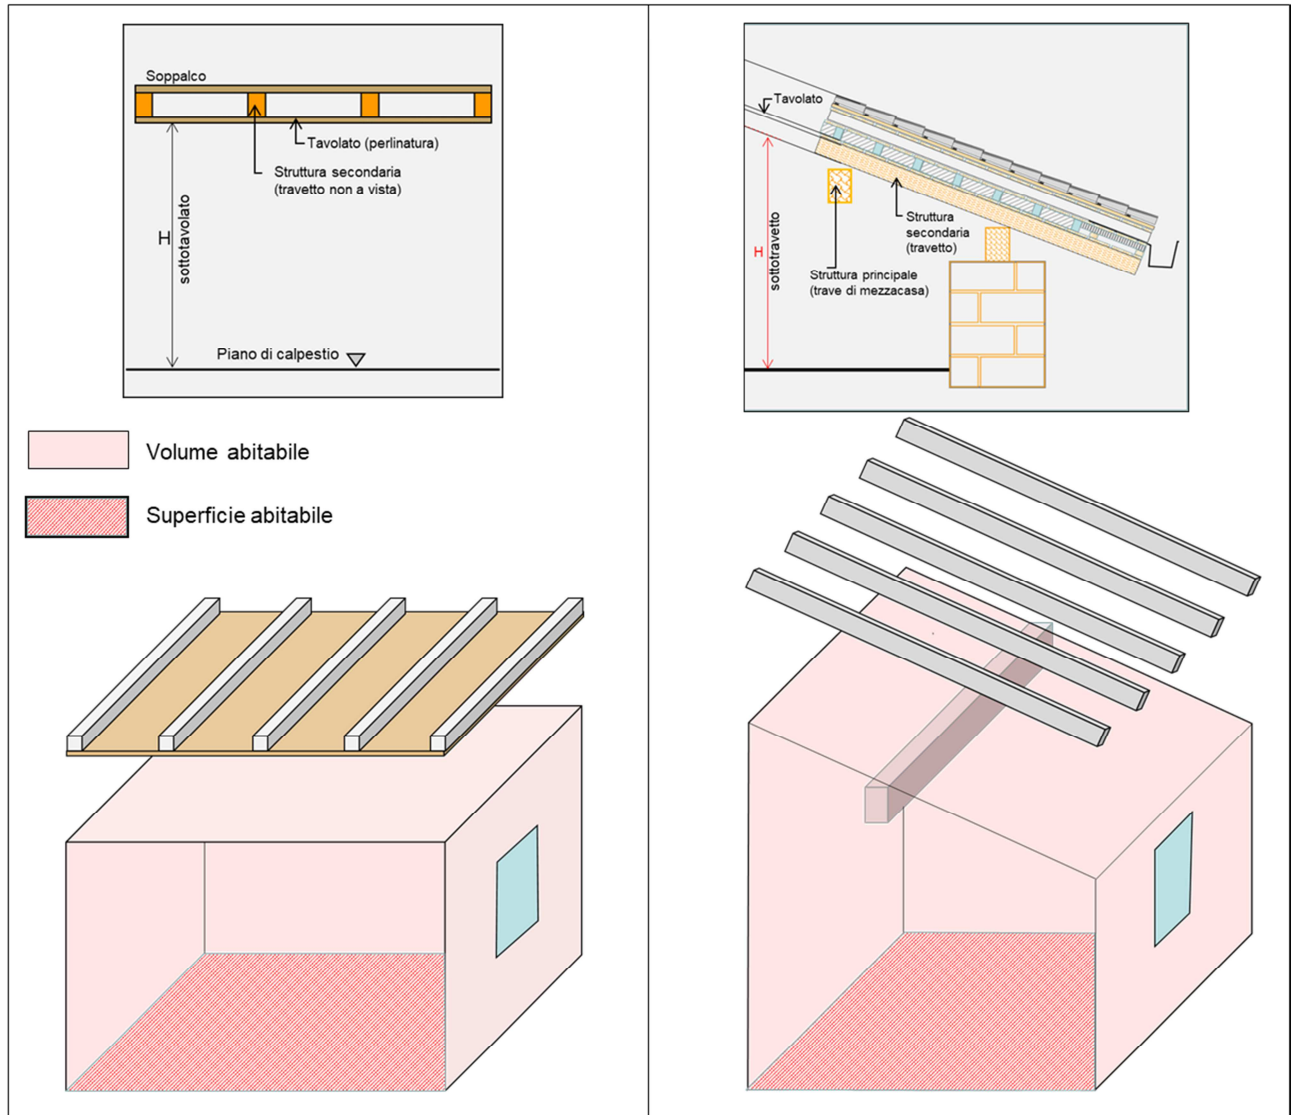 Soppalco
Tavolato (perlinatura)
Struttura secondaria
(travetto non a vista)
H
sottotavolato
Piano di calpestio
Tavolato
Struttura
secondaria
(travetto)
H
sottotravetto
Struttura principale
(trave di mezzacasa)
Volume abitabile
Superficie abitabile